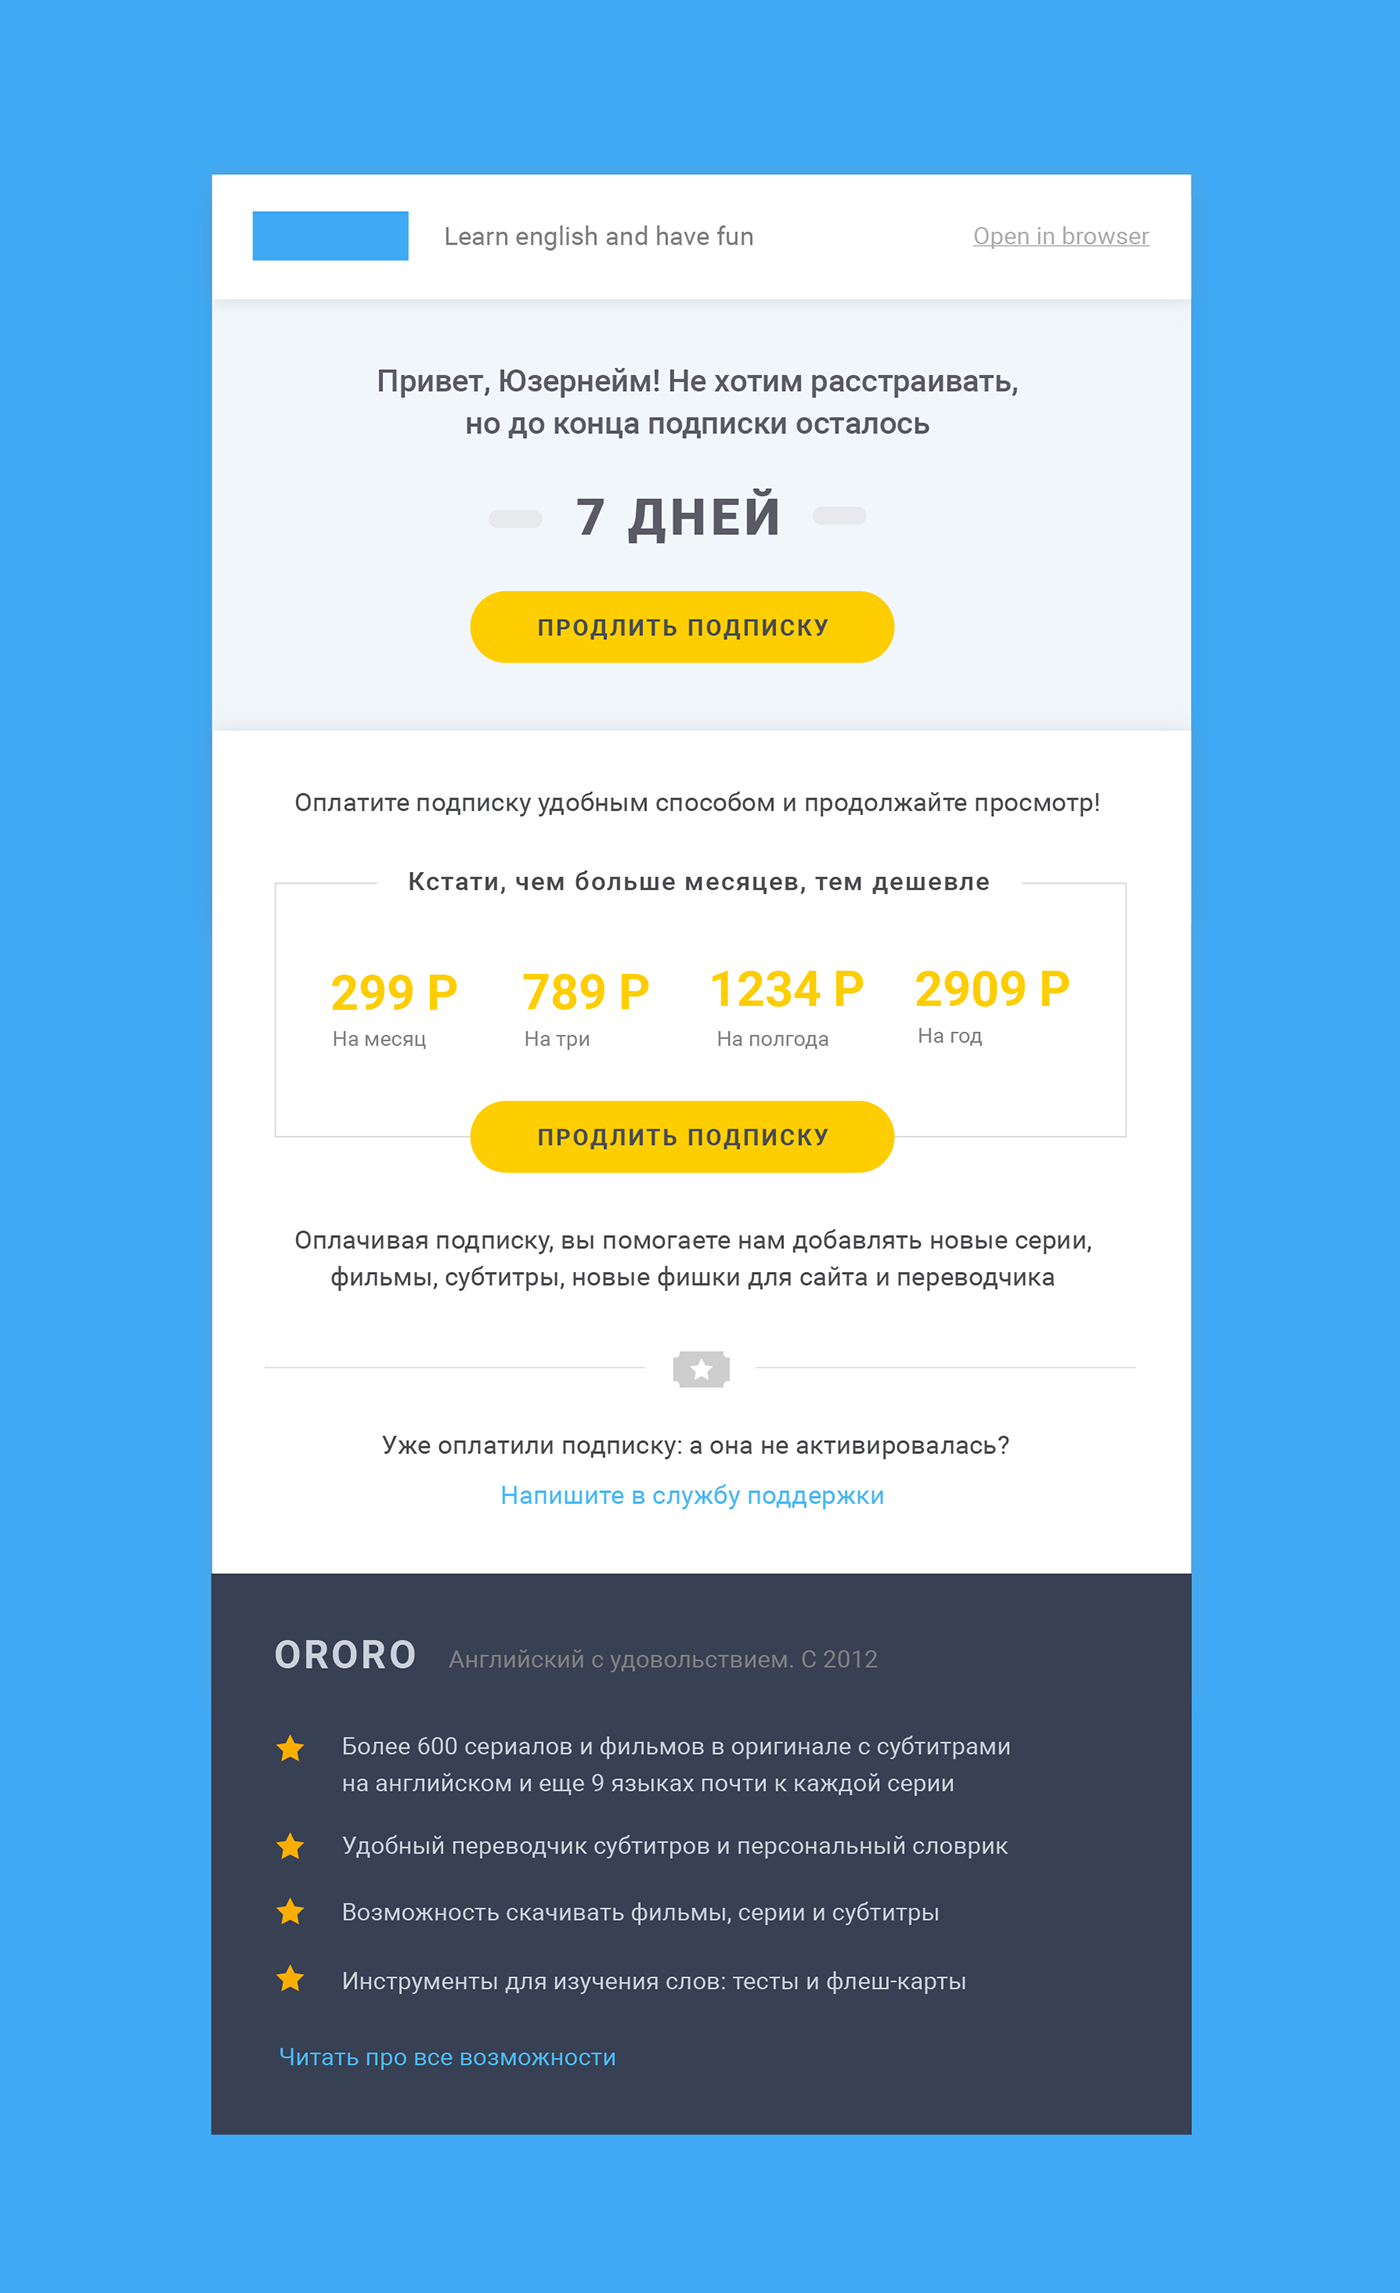 Learn english and have fun
Open in browser
Привет, Юзернейм! Не хотим расстраивать,
но до конца подписки осталось
7 ДНЕЙ
ПРОДЛИТЬ ПОДПИСКУ
Оплатите подписку удобным способом и продолжайте просмотр!
Кстати, чем больше месяцев, тем дешевле
299 Р 789 Р 1234 Р 2909 Р
На месяц На три На полгода На год
ПРОДЛИТЬ ПОДПИСКУ
Оплачивая подписку, вы помогаете нам добавлять новые серии,
фильмы, субтитры, новые фишки для сайта и переводчика
Уже оплатили подписку: а она не активировалась?
Напишите в службу поддержки
ORORO Английский с удовольствием. С 2012
Более 600 сериалов и фильмов в оригинале с субтитрами
на английском и еще 9 языках почти к каждой серии
Удобный переводчик субтитров и персональный словрик
Возможность скачивать фильмы, серии и субтитры
Инструменты для изучения слов: тесты и флеш-карты
Читать про все возможности